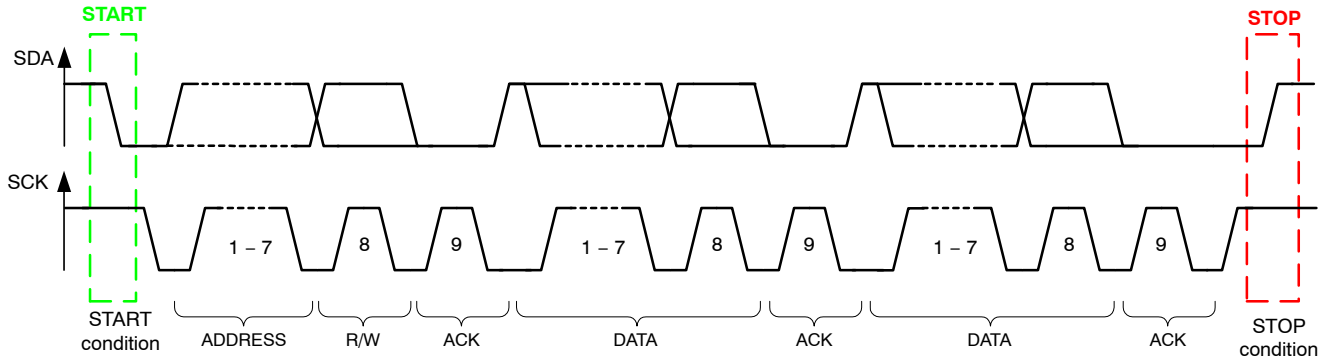 START
STOP
SDA
SCK
1 – 7
8
9
1 – 7
8
9
1 – 7
8
9
START
condition
ADDRESS
R/W
ACK
DATA
ACK
DATA
ACK
STOP
condition